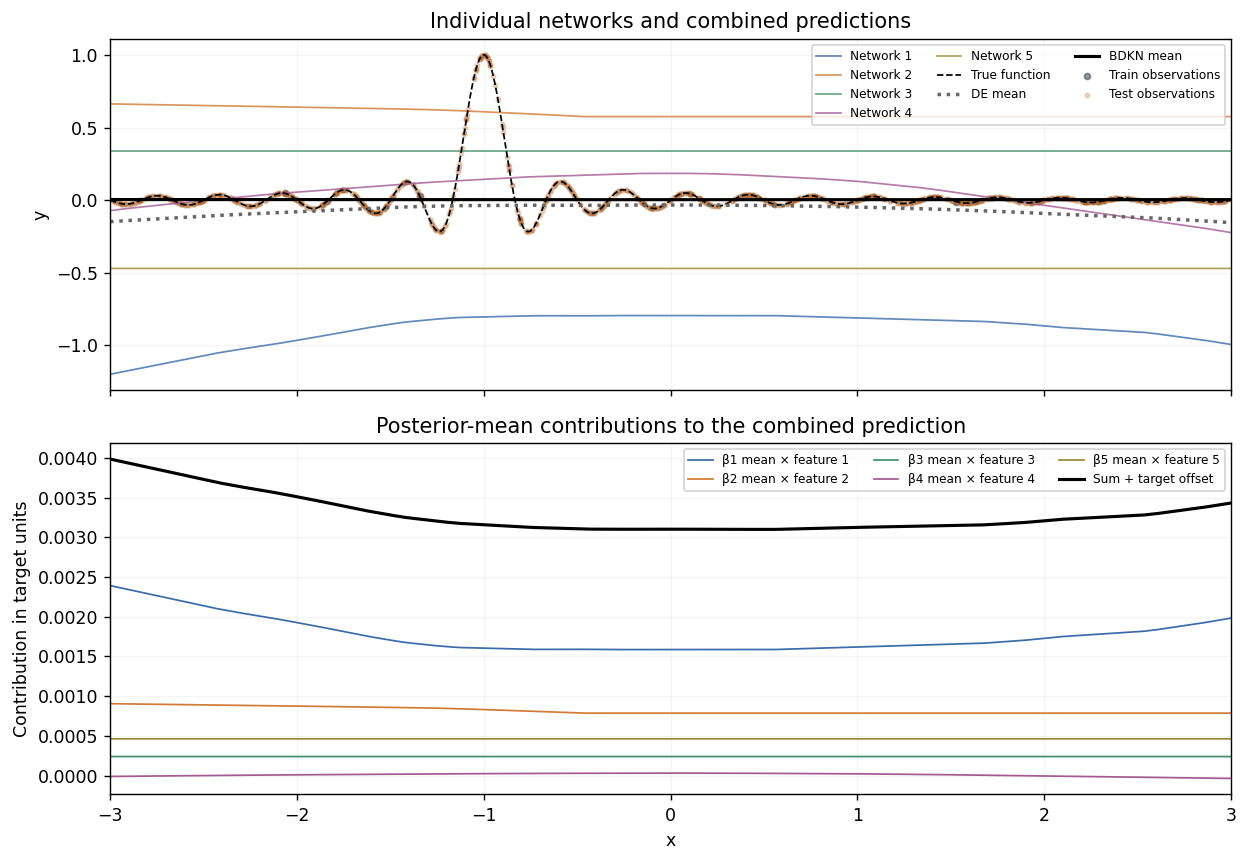 Individual networks and combined predictions
1.0
0.5
0.0
−0.5
−1.0
y
Network 1
Network 2
Network 3
Network 4
Network 5
True function
DE mean
BDKN mean
Train observations
Test observations
Posterior-mean contributions to the combined prediction
0.0040
0.0035
0.0030
0.0025
0.0020
0.0015
0.0010
0.0005
0.0000
Contribution in target units
β1 mean × feature 1
β2 mean × feature 2
β3 mean × feature 3
β4 mean × feature 4
β5 mean × feature 5
Sum + target offset
−3
−2
−1
0
1
2
3
x